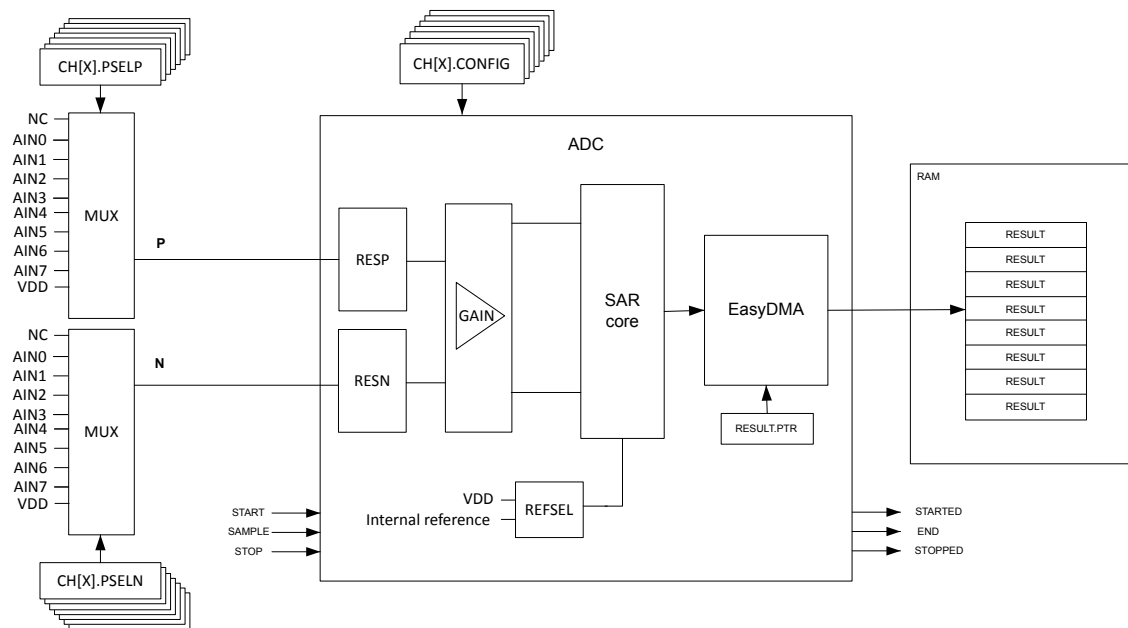 CH[X].PSELP
CH[X].CONFIG
NC
AIN0
AIN1
AIN2
AIN3
AIN4
AIN5
AIN6
AIN7
VDD
MUX
P
ADC
RESP
GAIN
SAR
core
EasyDMA
RAM
RESULT
RESULT
RESULT
RESULT
RESULT
RESULT
RESULT
RESULT
NC
AIN0
AIN1
AIN2
AIN3
AIN4
AIN5
AIN6
AIN7
VDD
MUX
N
RESN
RESULT.PTR
VDD
Internal reference
REFSEL
START
SAMPLE
STOP
STARTED
END
STOPPED
CH[X].PSELN